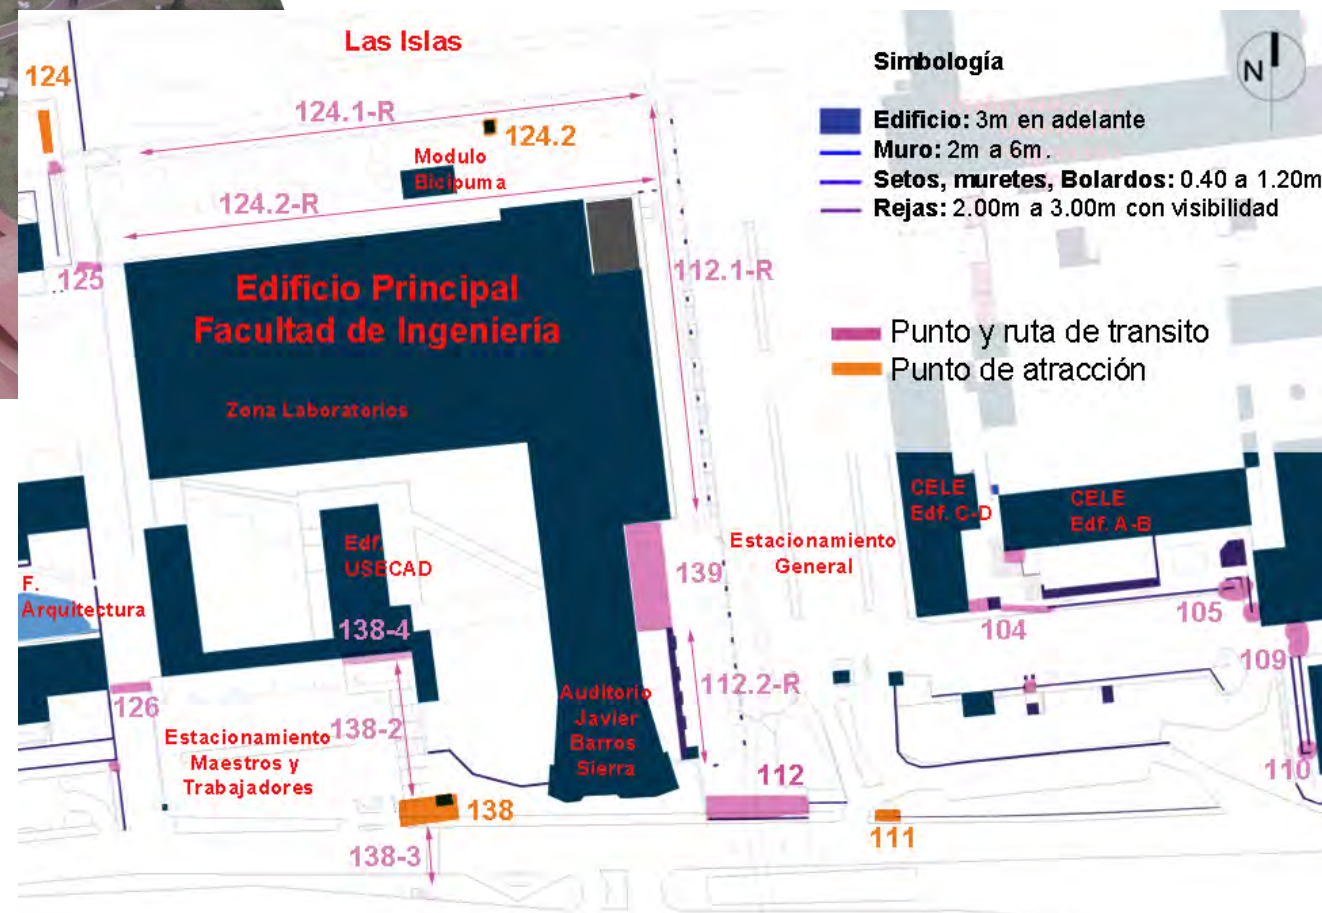 Las Islas
124
124.1-R
124.2
Modulo
Bicipuma
124.2-R
125
112.1-R
Edificio Principal
Facultad de Ingeniería
Zona Laboratorios
Simbología
N
Edificio: 3m en adelante
Muro: 2m a 6m.
Setos, muretes, Bolardos: 0.40 a 1.20m
Rejas: 2.00m a 3.00m con visibilidad
Punto y ruta de transito
Punto de atracción
CELE
Edf. C-D
CELE
Edf. A-B
Edf.
USECAD
Estacionamiento
General
139
F.
Arquitectura
138-4
104
105
109
126
112.2-R
Auditorio
Javier
Barros
Sierra
138-2
Estacionamiento
Maestros y
Trabajadores
112
110
138
111
138-3